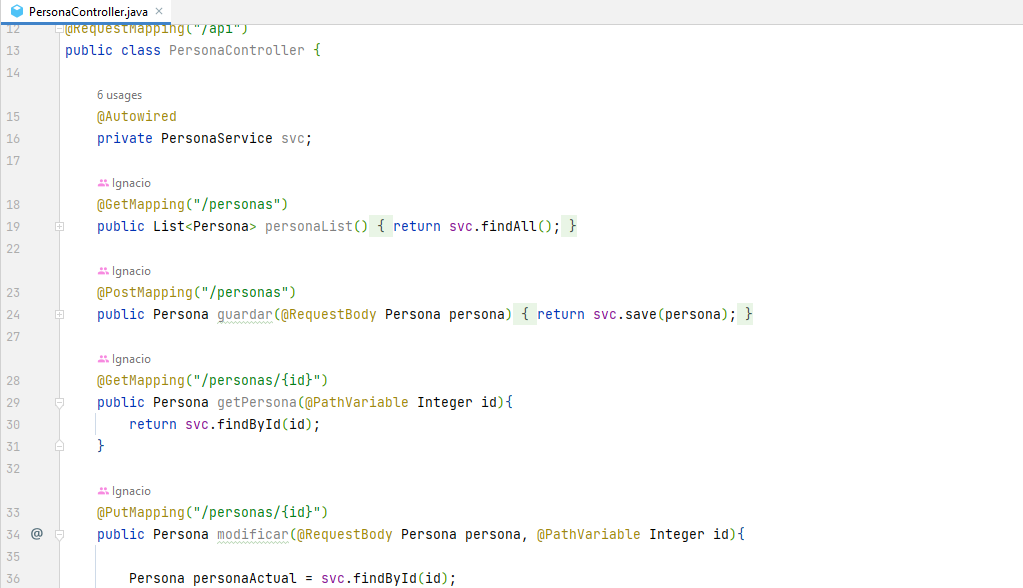 PersonaController.java
12 @RequestMapping("/api")
13 public class PersonaController {
14
6 usages
15 @Autowired
16 private PersonaService svc;
17
Ignacio
18 @GetMapping("/personas")
19 public List<Persona> personaList() { return svc.findAll(); }
22
Ignacio
23 @PostMapping("/personas")
24 public Persona guardar(@RequestBody Persona persona) { return svc.save(persona); }
27
Ignacio
28 @GetMapping("/personas/{id}")
29 public Persona getPersona(@PathVariable Integer id){
30 return svc.findById(id);
31 }
32
Ignacio
33 @PutMapping("/personas/{id}")
34 @ public Persona modificar(@RequestBody Persona persona, @PathVariable Integer id){
35
36 Persona personaActual = svc.findById(id);